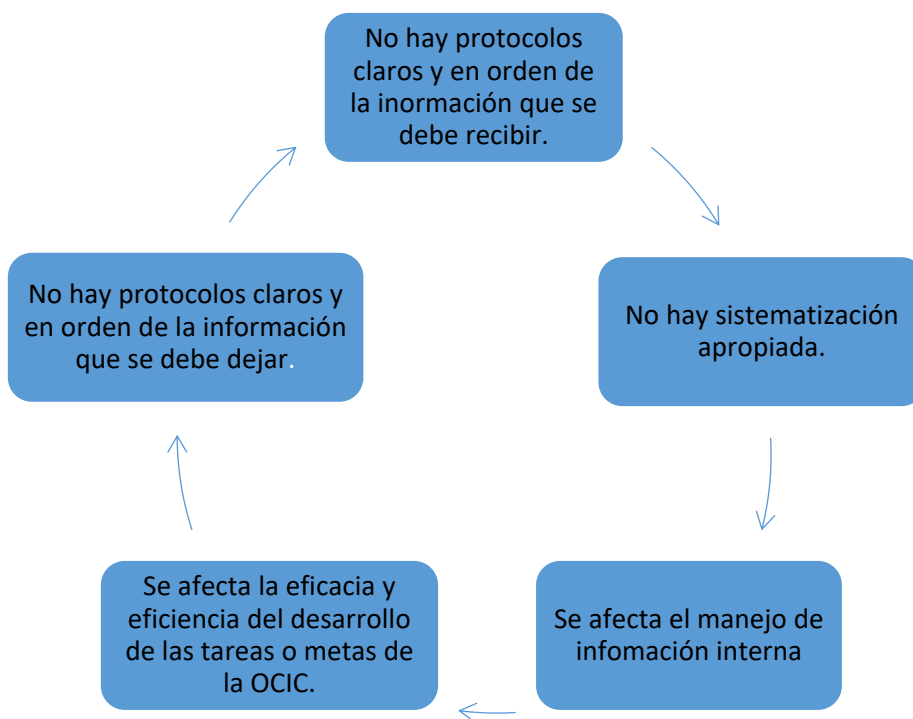 No hay protocolos
claros y en orden de
la inormación que se
debe recibir.
No hay sistematización
apropiada.
Se afecta el manejo de
infomación interna
Se afecta la eficacia y
eficiencia del desarrollo
de las tareas o metas de
la OCIC.
No hay protocolos claros y
en orden de la información
que se debe dejar.